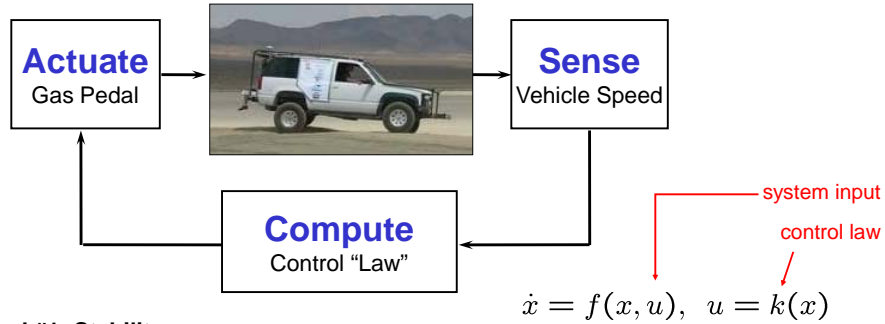 Actuate
Gas Pedal
Sense
Vehicle Speed
Compute
Control “Law”
system input
control law
ẋ = f(x, u), u = k(x)